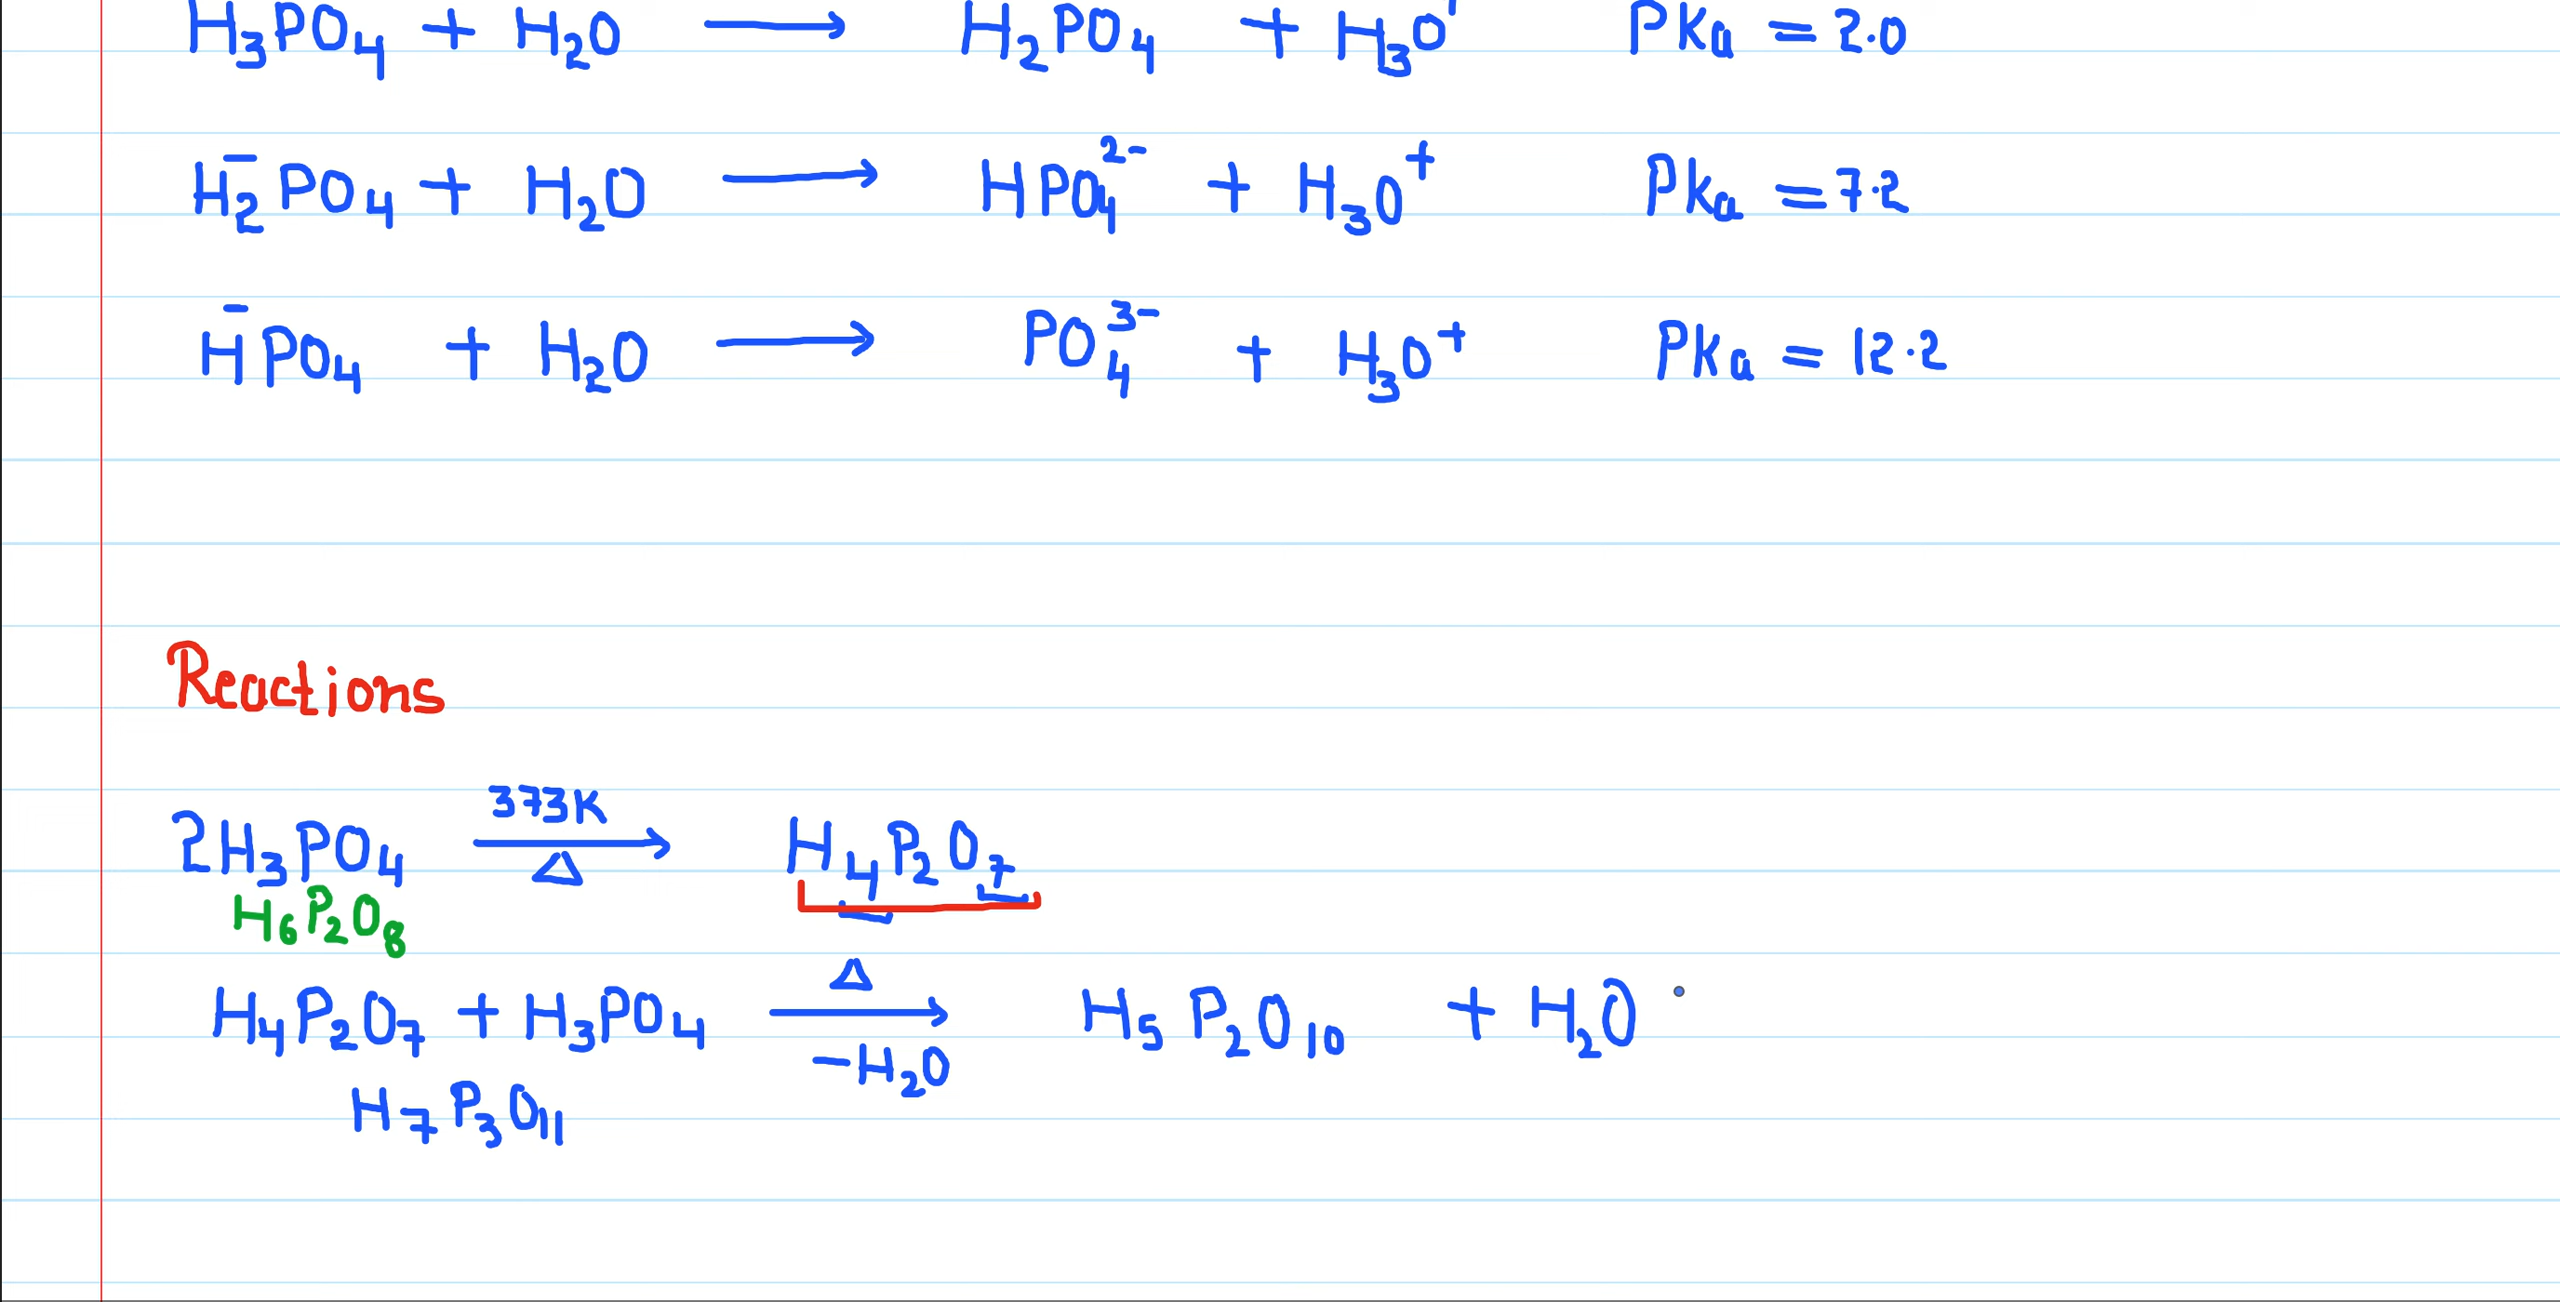 H₃PO₄ + H₂O ⟶ H₂PO₄ + H₃O⁺ Pka = 2.0
H₂⁻PO₄ + H₂O ⟶ HPO₄²⁻ + H₃O⁺ Pka = 7.2
H⁻PO₄ + H₂O ⟶ PO₄³⁻ + H₃O⁺ Pka = 12.2
Reactions
373K
2H₃PO₄ ⟶ H₄P₂O₇
Δ
H₆P₂O₈
Δ
H₄P₂O₇ + H₃PO₄ ⟶ H₅P₂O₁₀ + H₂O
-H₂O
H₇P₃O₁₁